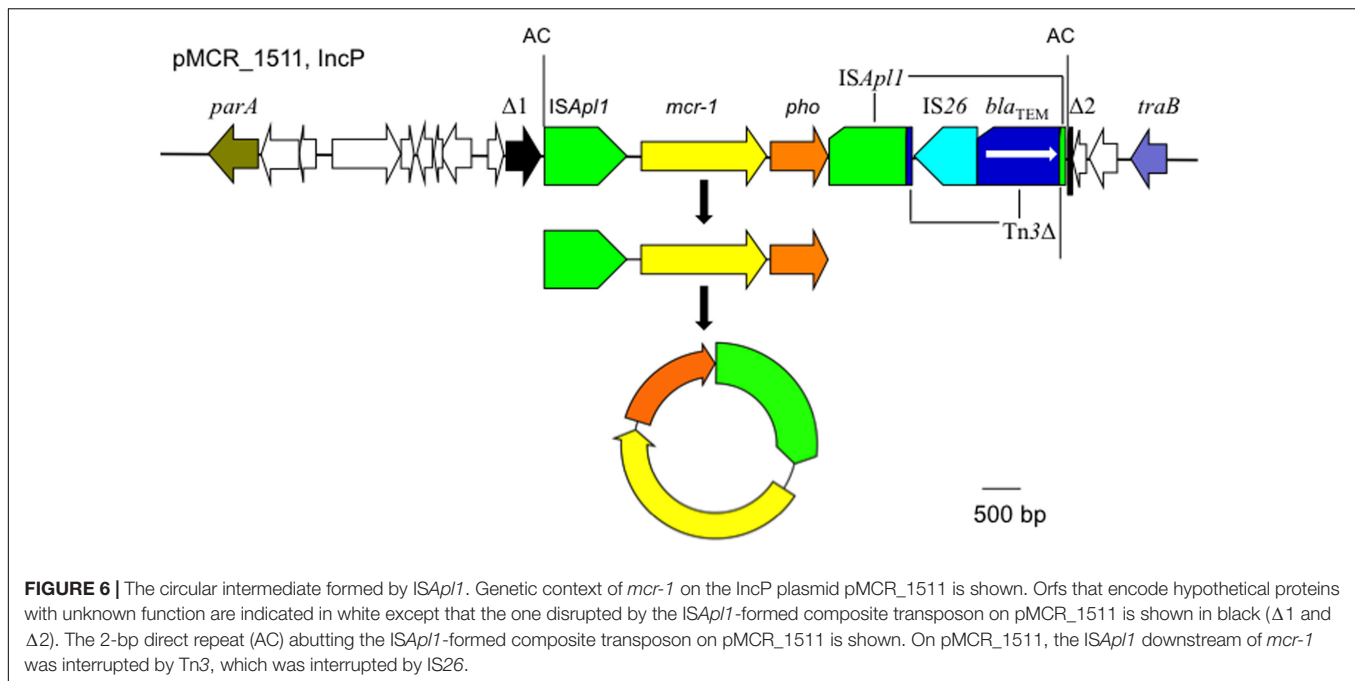 AC AC
pMCR_1511, IncP
ISApl1
parA Δ1 ISApl1 mcr-1 pho IS26 blaTEM Δ2 traB
Tn3Δ
500 bp
FIGURE 6 | The circular intermediate formed by ISApl1. Genetic context of mcr-1 on the IncP plasmid pMCR_1511 is shown. Orfs that encode hypothetical proteins
with unknown function are indicated in white except that the one disrupted by the ISApl1-formed composite transposon on pMCR_1511 is shown in black (Δ1 and
Δ2). The 2-bp direct repeat (AC) abutting the ISApl1-formed composite transposon on pMCR_1511 is shown. On pMCR_1511, the ISApl1 downstream of mcr-1
was interrupted by Tn3, which was interrupted by IS26.